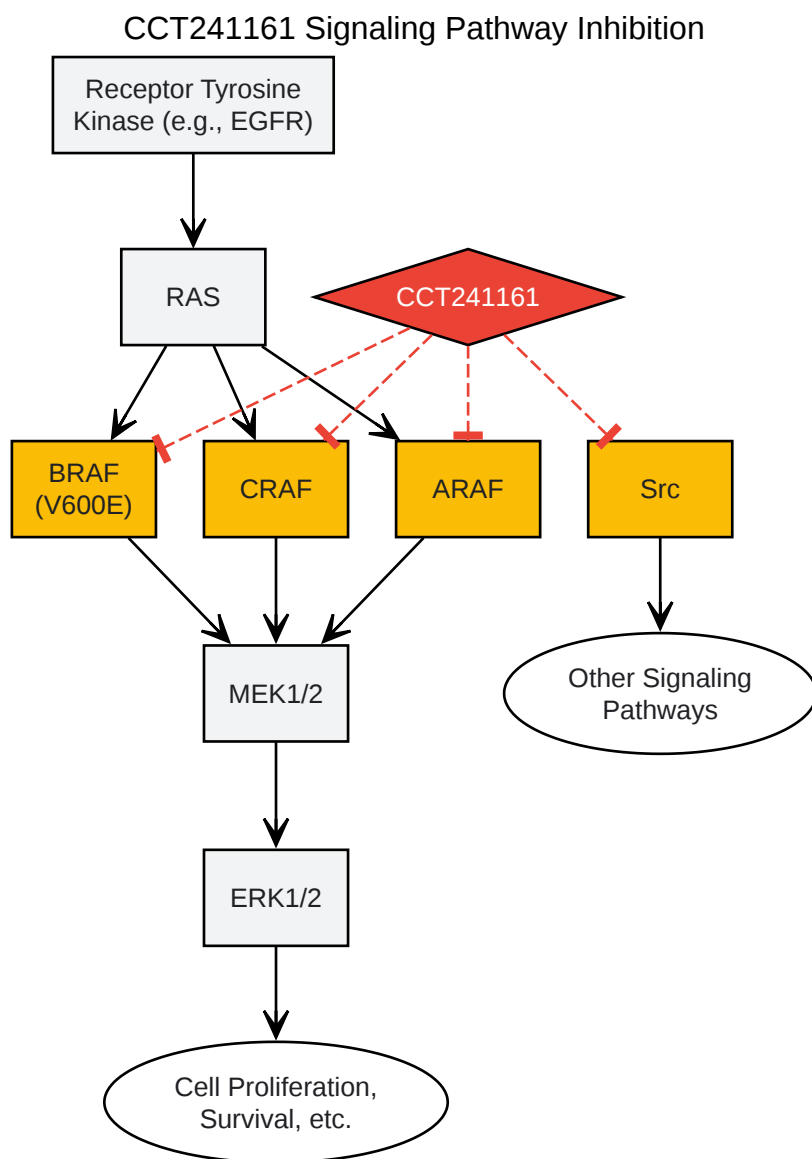 CCT241161 Signaling Pathway Inhibition
Receptor Tyrosine
Kinase (e.g., EGFR)
RAS
CCT241161
BRAF
(V600E)
CRAF
ARAF
Src
MEK1/2
Other Signaling
Pathways
ERK1/2
Cell Proliferation,
Survival, etc.